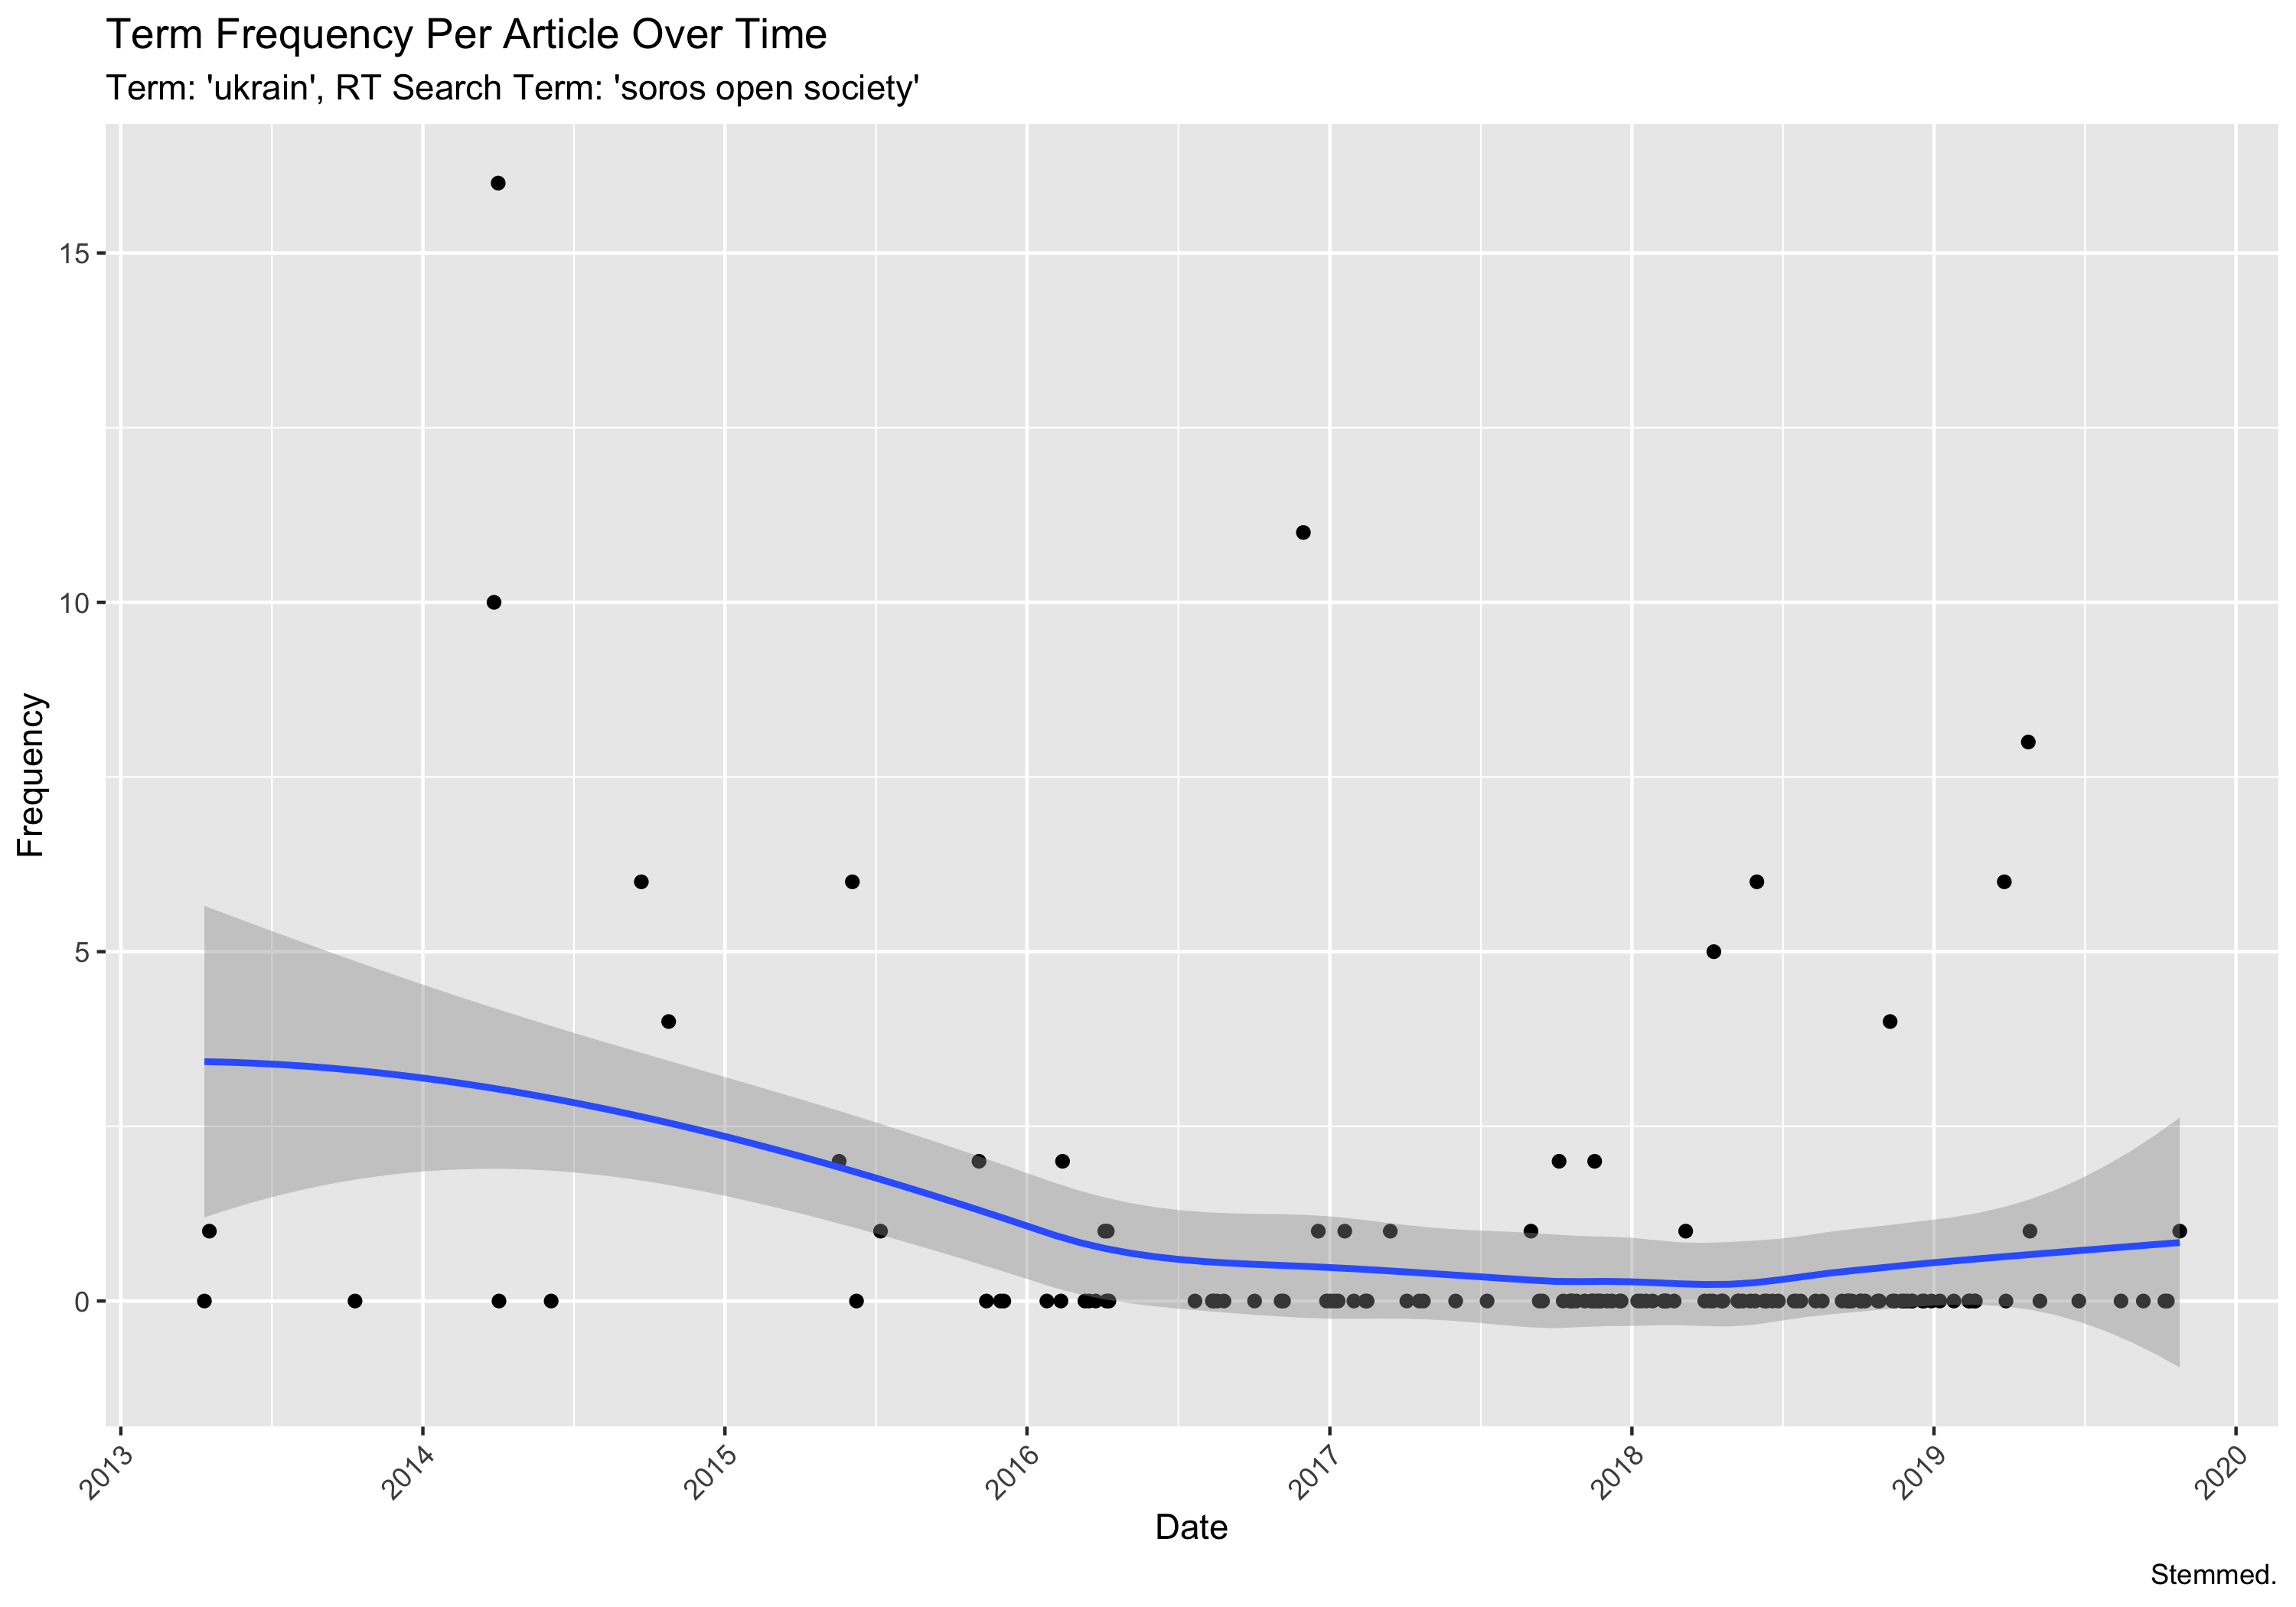 Term Frequency Per Article Over Time
Term: 'ukrain', RT Search Term: 'soros open society'
15
10
5
0
Frequency
2013
2014
2015
2016
2017
2018
2019
2020
Date
Stemmed.